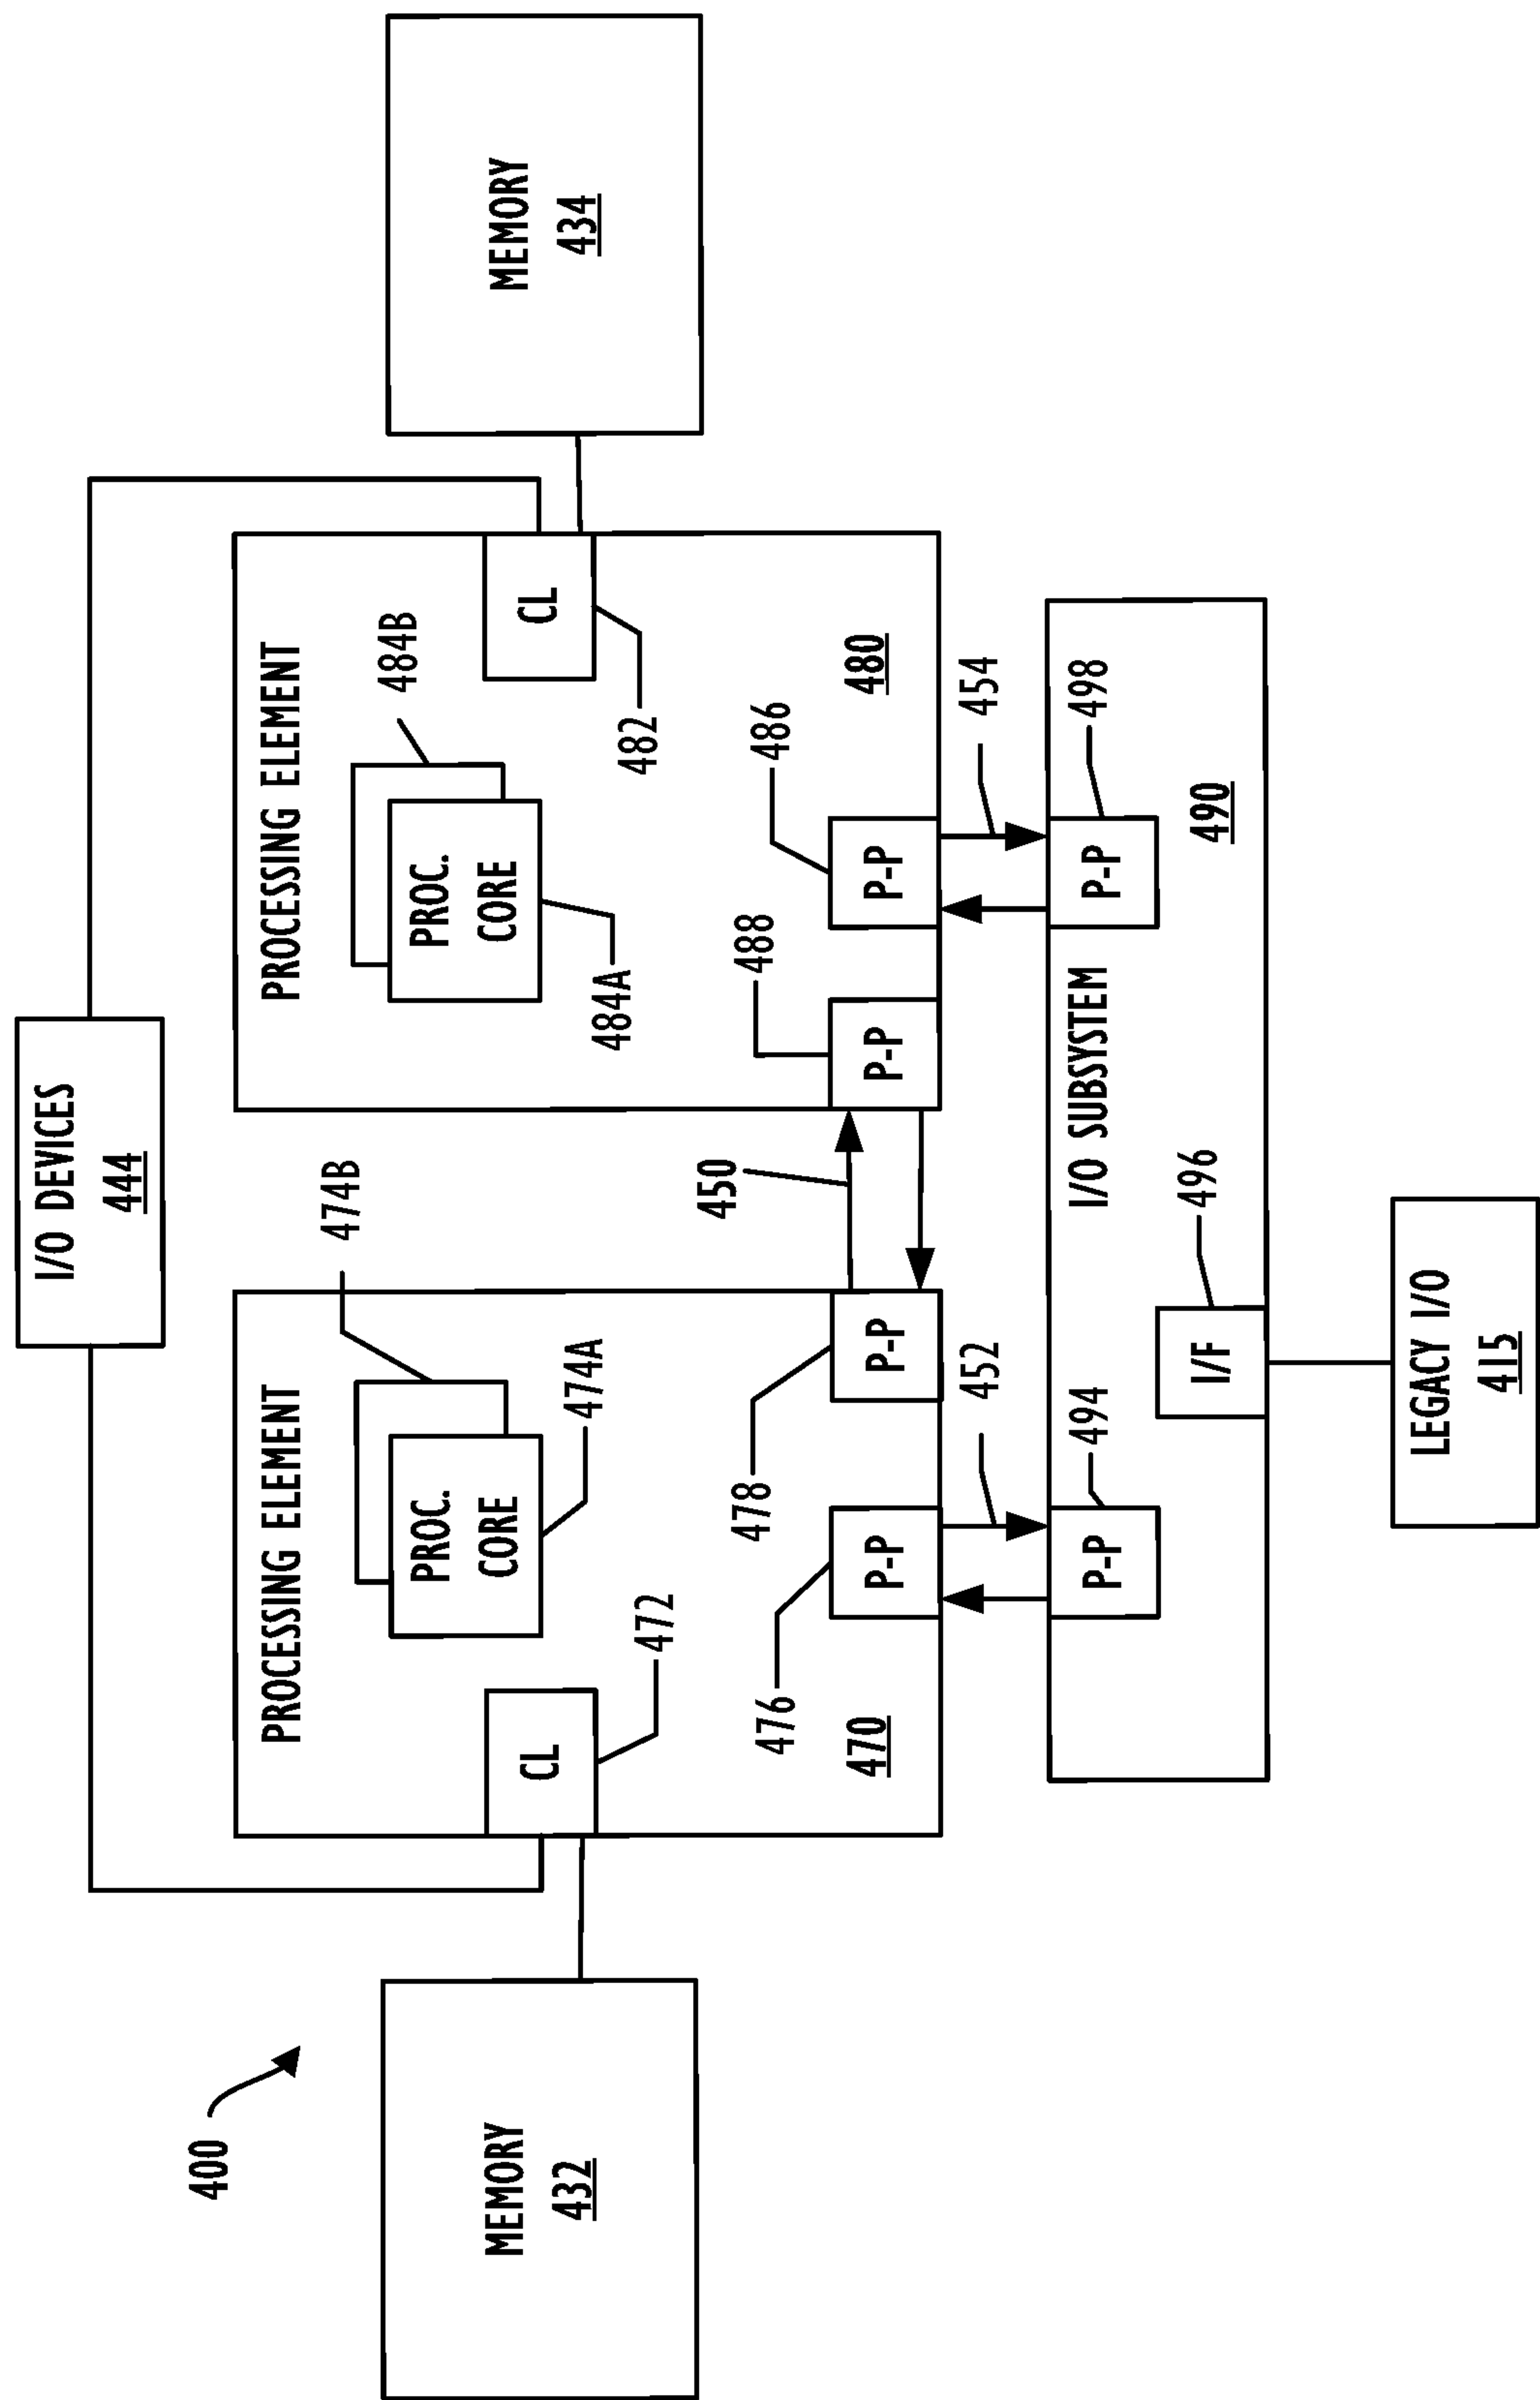 400
I/O DEVICES
444
474B
484B
PROCESSING ELEMENT
PROCESSING ELEMENT
PROC.
CORE
474A
PROC.
CORE
484A
MEMORY
432
CL
472
CL
482
MEMORY
434
450
476
478
488
486
470
P-P
P-P
P-P
P-P
480
452
454
494
498
P-P
I/O SUBSYSTEM
P-P
496
I/F
490
LEGACY I/O
415